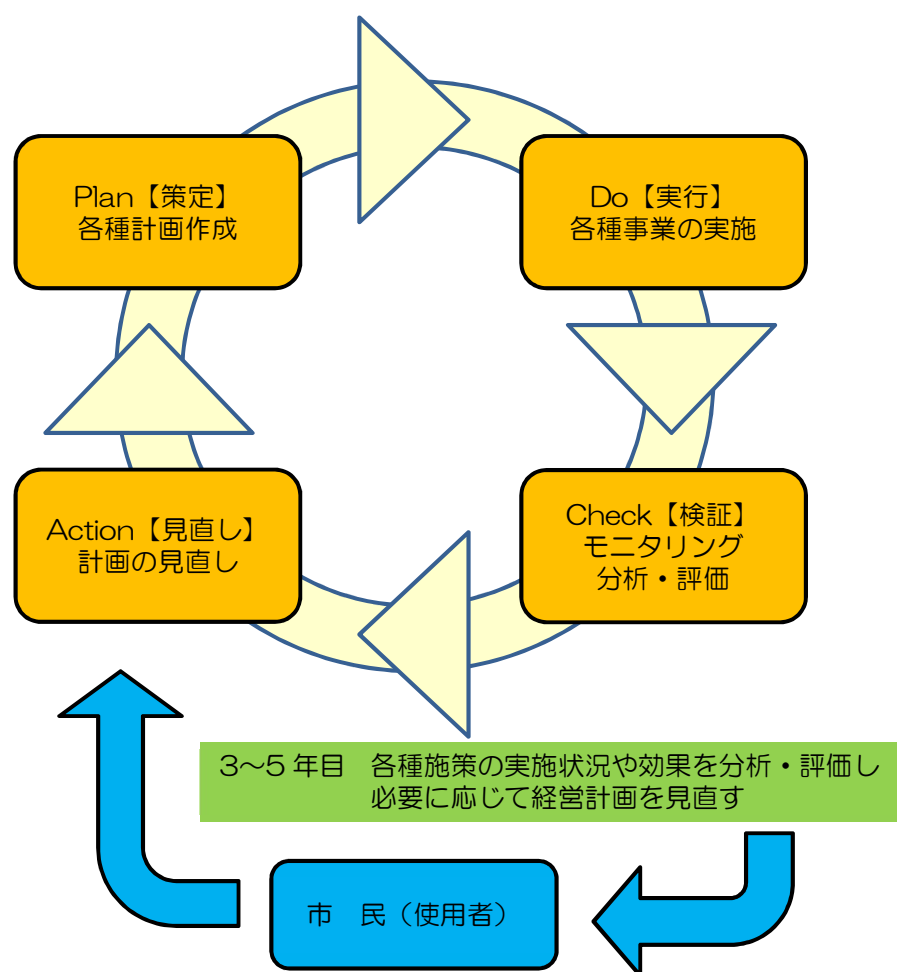 Plan【策定】
各種計画作成
Do【実行】
各種事業の実施
Action【見直し】
計画の見直し
Check【検証】
モニタリング
分析・評価
3～5年目　各種施策の実施状況や効果を分析・評価し
必要に応じて経営計画を見直す
市　民（使用者）